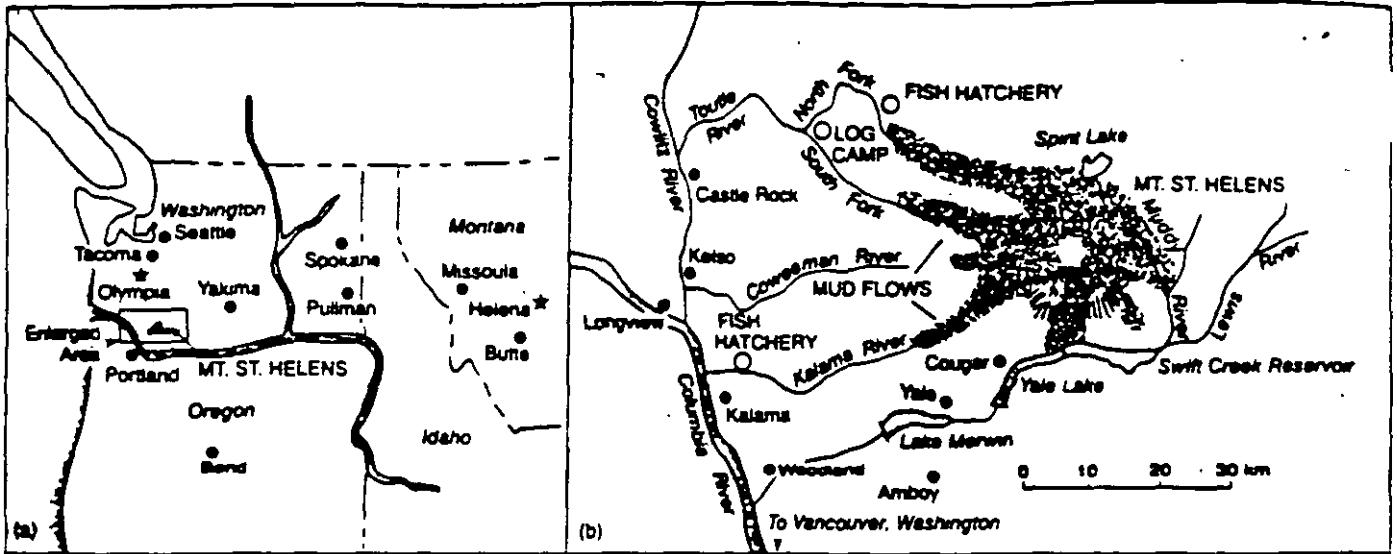 Washington
Seattle
Tacoma
Olympia
Yakima
Spokane
Pullman
Montana
Missoula
Helena
Butte
Enlarged
Area
Portland
MT. ST. HELENS
Oregon
Idaho
Bend
(a)
Cowlitz River
Toutle
River
North
Fork
FISH HATCHERY
LOG
CAMP
South
Fork
Spirit Lake
MT. ST. HELENS
Muddy
River
Lewis
River
Castle Rock
Kelso
Coweeman River
MUD FLOWS
Longview
FISH
HATCHERY
Kalama River
Cougar
Swift Creek Reservoir
Yale
Yale Lake
Kalama
Columbia
River
Lake Merwin
Woodland
Amboy
0 10 20 30 km
To Vancouver, Washington
(b)